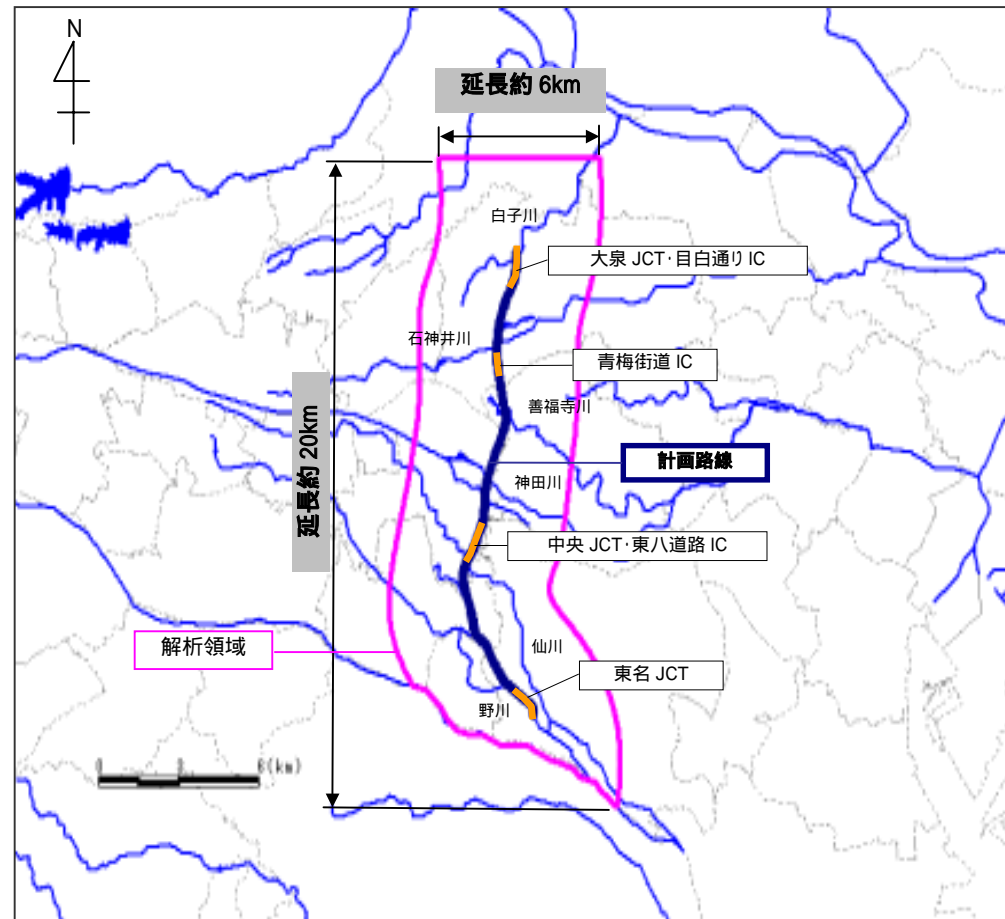 N
延長約 6km
白子川
大泉 JCT・目白通り IC
石神井川
青梅街道 IC
善福寺川
延長約 20km
計画路線
神田川
中央 JCT・東八道路 IC
解析領域
仙川
東名 JCT
野川
(km)